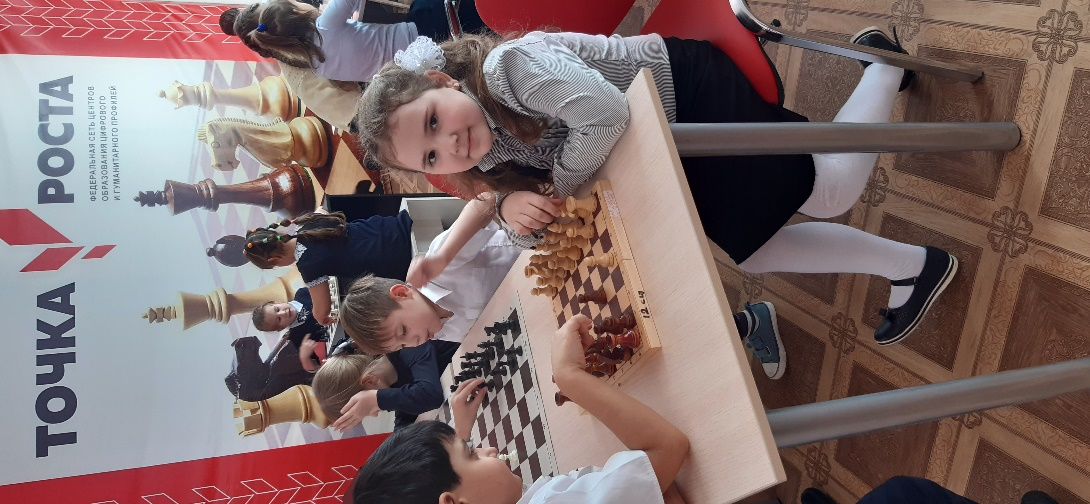 ТОЧКА РОСТА
ФЕДЕРАЛЬНАЯ СЕТЬ ЦЕНТРОВ
ОБРАЗОВАНИЯ ЦИФРОВОГО
И ГУМАНИТАРНОГО ПРОФИЛЕЙ